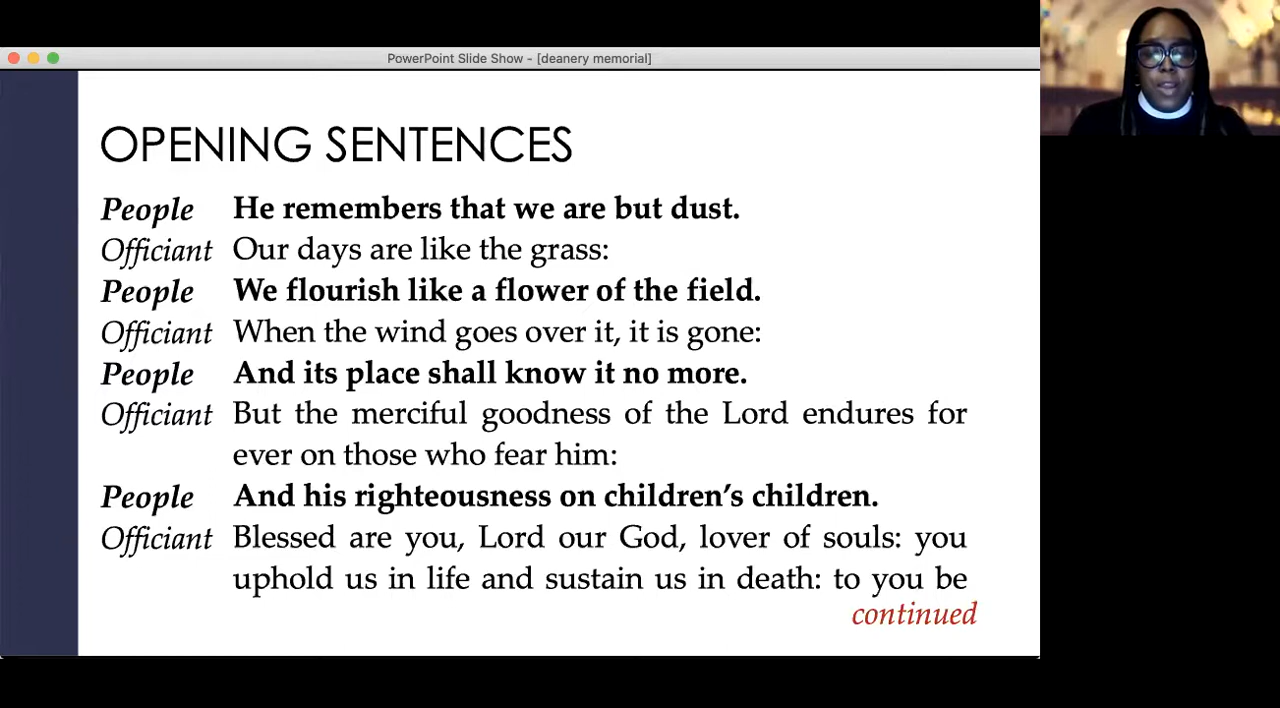 PowerPoint Slide Show - [deanery memorial]
OPENING SENTENCES
People He remembers that we are but dust.
Officiant Our days are like the grass:
People We flourish like a flower of the field.
Officiant When the wind goes over it, it is gone:
People And its place shall know it no more.
Officiant But the merciful goodness of the Lord endures for
ever on those who fear him:
People And his righteousness on children’s children.
Officiant Blessed are you, Lord our God, lover of souls: you
uphold us in life and sustain us in death: to you be
continued